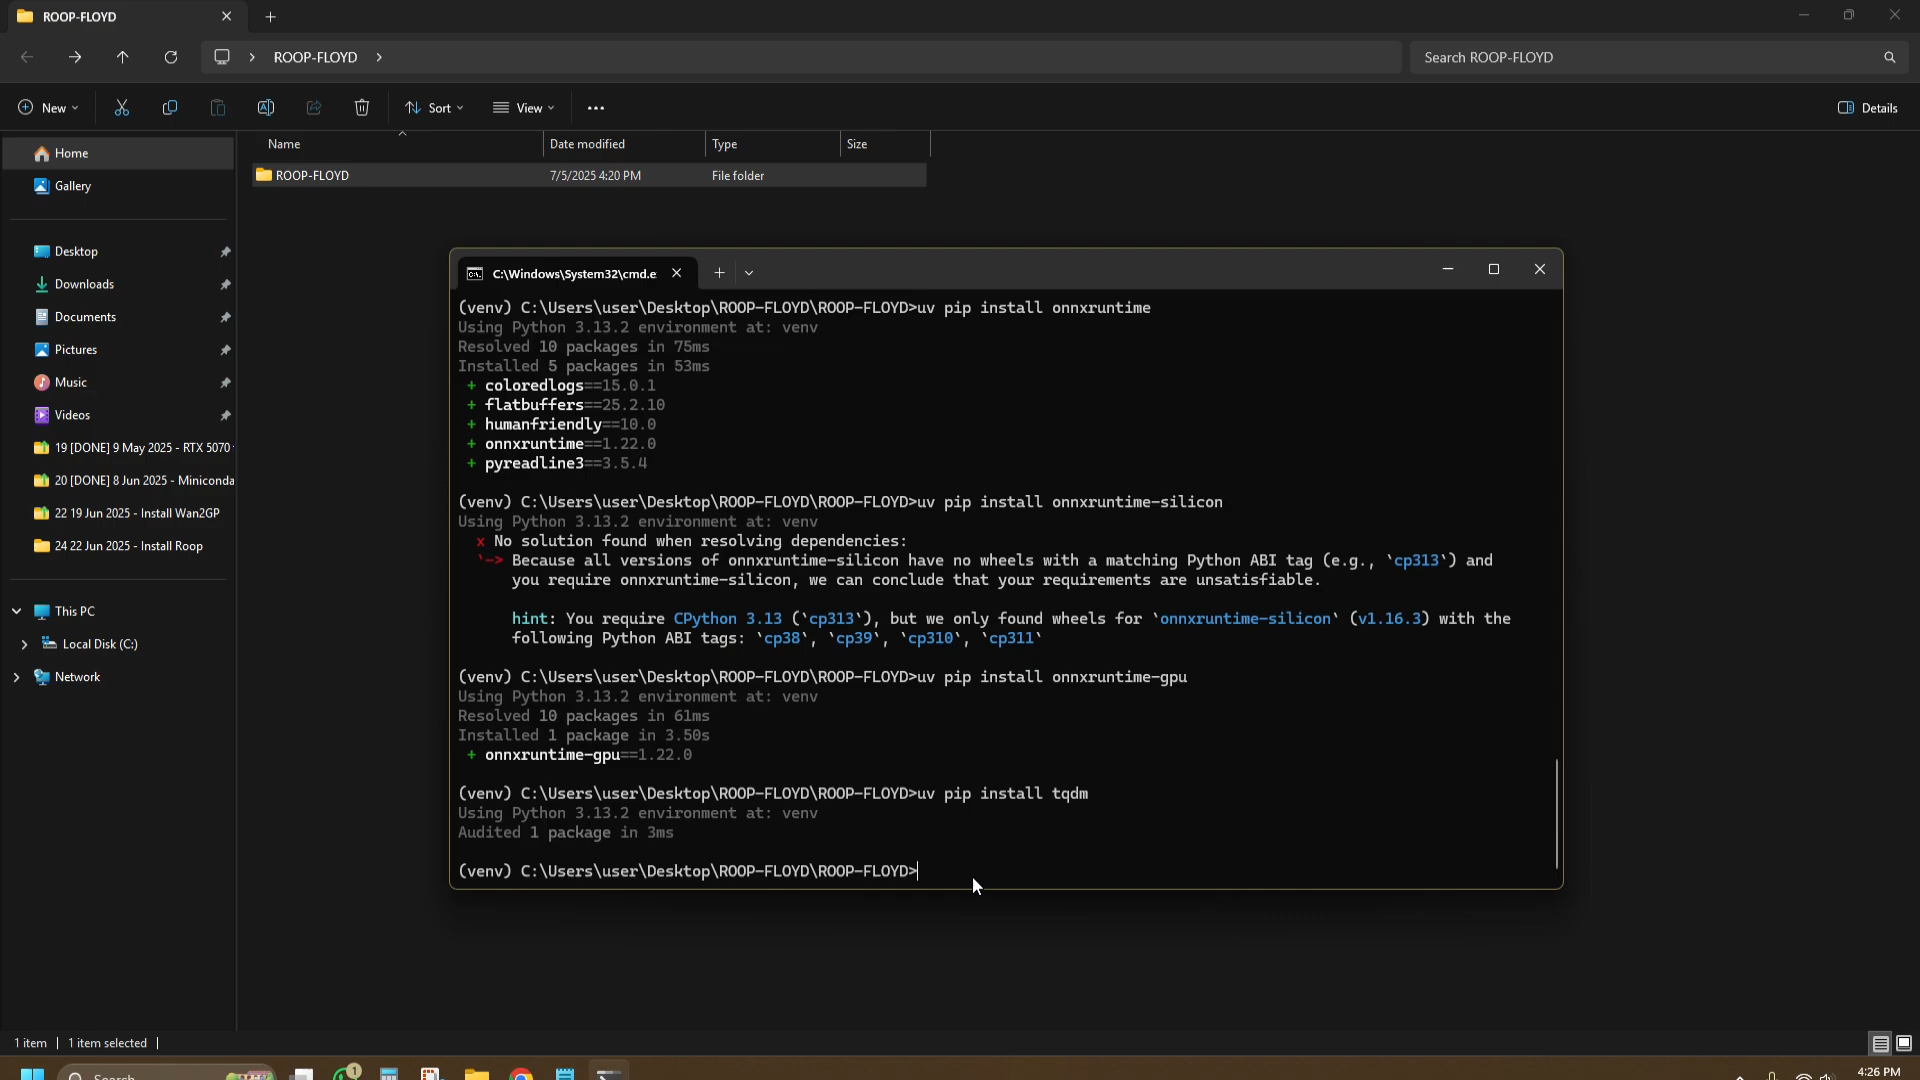 ROOP-FLOYD
ROOP-FLOYD
Search ROOP-FLOYD
New
Sort
View
Details
Name
Date modified
Type
Size
ROOP-FLOYD
7/5/2025 4:20 PM
File folder
Home
Gallery
Desktop
Downloads
Documents
Pictures
Music
Videos
19 [DONE] 9 May 2025 - RTX 5070
20 [DONE] 8 Jun 2025 - Miniconda
22 19 Jun 2025 - Install Wan2GP
24 22 Jun 2025 - Install Roop
This PC
Local Disk (C:)
Network
C:\Windows\System32\cmd.e
(venv) C:\Users\user\Desktop\ROOP-FLOYD\ROOP-FLOYD>uv pip install onnxruntime
Using Python 3.13.2 environment at: venv
Resolved 10 packages in 75ms
Installed 5 packages in 53ms
+ coloredlogs==15.0.1
+ flatbuffers==25.2.10
+ humanfriendly==10.0
+ onnxruntime==1.22.0
+ pyreadline3==3.5.4
(venv) C:\Users\user\Desktop\ROOP-FLOYD\ROOP-FLOYD>uv pip install onnxruntime-silicon
Using Python 3.13.2 environment at: venv
x No solution found when resolving dependencies:
`-> Because all versions of onnxruntime-silicon have no wheels with a matching Python ABI tag (e.g., `cp313`) and
you require onnxruntime-silicon, we can conclude that your requirements are unsatisfiable.
hint: You require CPython 3.13 (`cp313`), but we only found wheels for `onnxruntime-silicon` (v1.16.3) with the
following Python ABI tags: `cp38`, `cp39`, `cp310`, `cp311`
(venv) C:\Users\user\Desktop\ROOP-FLOYD\ROOP-FLOYD>uv pip install onnxruntime-gpu
Using Python 3.13.2 environment at: venv
Resolved 10 packages in 61ms
Installed 1 package in 3.50s
+ onnxruntime-gpu==1.22.0
(venv) C:\Users\user\Desktop\ROOP-FLOYD\ROOP-FLOYD>uv pip install tqdm
Using Python 3.13.2 environment at: venv
Audited 1 package in 3ms
(venv) C:\Users\user\Desktop\ROOP-FLOYD\ROOP-FLOYD>
1 item
1 item selected
Search
1
4:26 PM